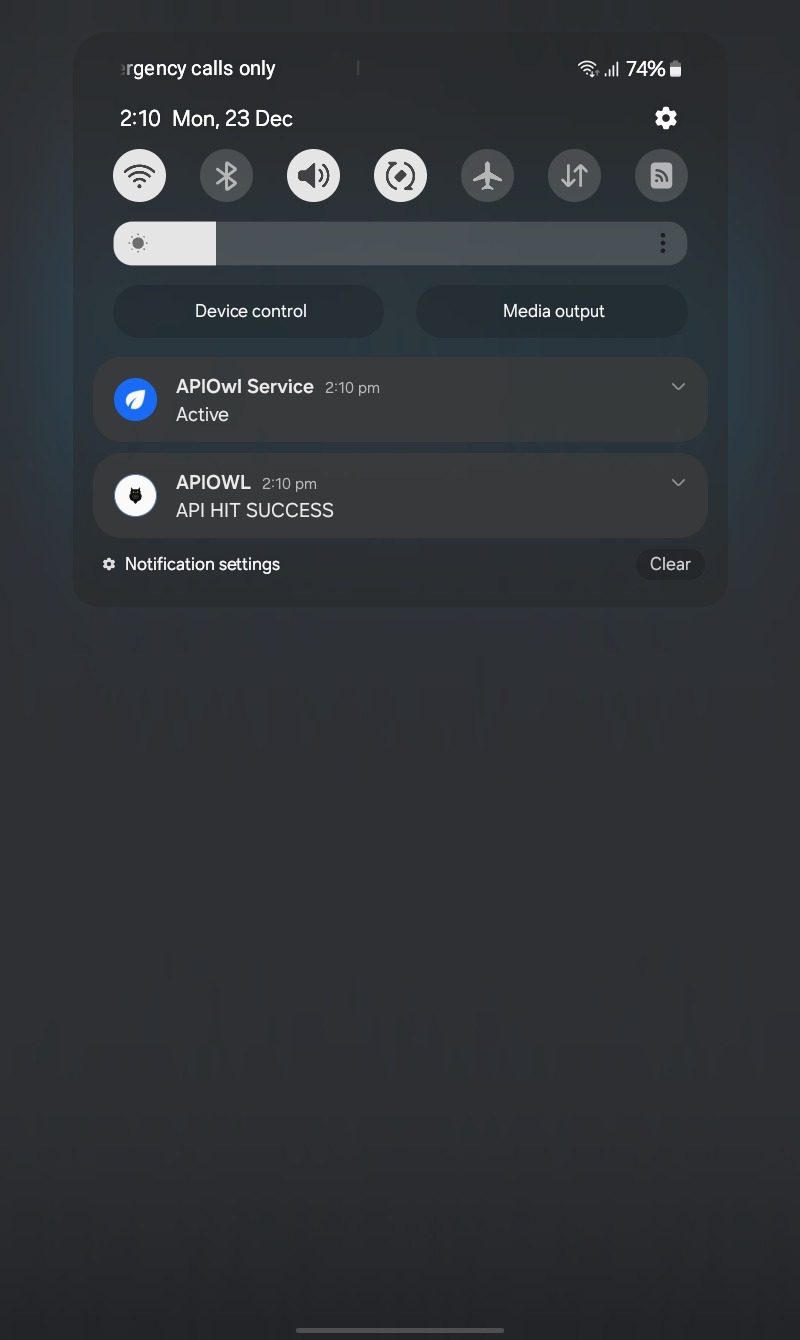 rgency calls only 74%
2:10 Mon, 23 Dec
Device control Media output
APIOwl Service 2:10 pm
Active
APIOWL 2:10 pm
API HIT SUCCESS
Notification settings Clear